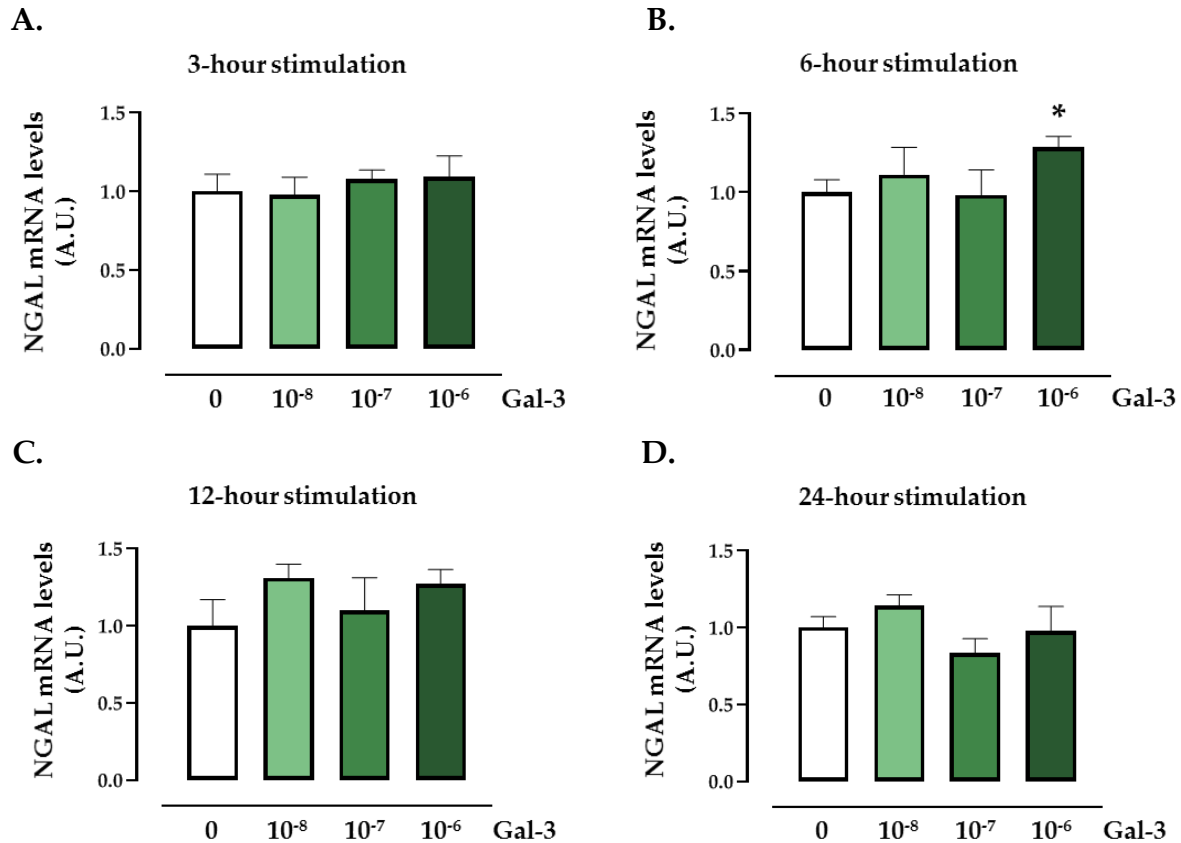 A.
3-hour stimulation
NGAL mRNA levels
(A.U.)
1.5
1.0
0.5
0.0
0 10⁻⁸ 10⁻⁷ 10⁻⁶ Gal-3
B.
6-hour stimulation
NGAL mRNA levels
(A.U.)
1.5
1.0
0.5
0.0
*
0 10⁻⁸ 10⁻⁷ 10⁻⁶ Gal-3
C.
12-hour stimulation
NGAL mRNA levels
(A.U.)
1.5
1.0
0.5
0.0
0 10⁻⁸ 10⁻⁷ 10⁻⁶ Gal-3
D.
24-hour stimulation
NGAL mRNA levels
(A.U.)
1.5
1.0
0.5
0.0
0 10⁻⁸ 10⁻⁷ 10⁻⁶ Gal-3